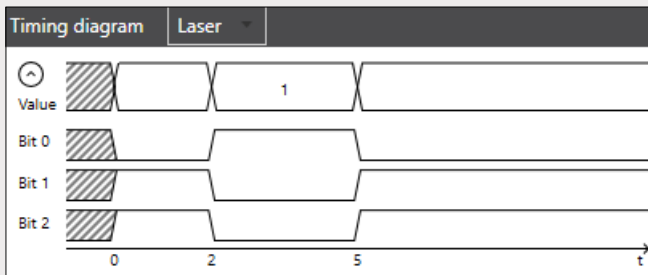 Timing diagram Laser
Value
1
Bit 0
Bit 1
Bit 2
0 2 5 t